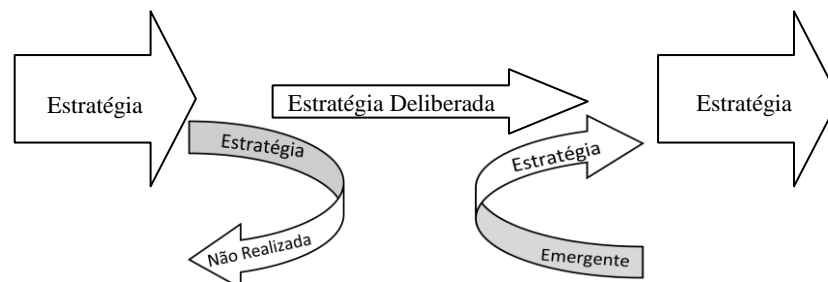 Estratégia
Estratégia Deliberada
Estratégia
Estratégia
Não Realizada
Estratégia
Emergente